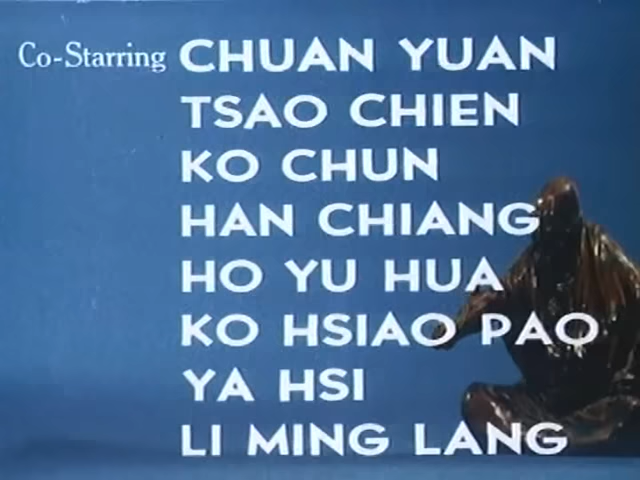 Co-Starring CHUAN YUAN
TSAO CHIEN
KO CHUN
HAN CHIANG
HO YU HUA
KO HSIAO PAO
YA HSI
LI MING LANG